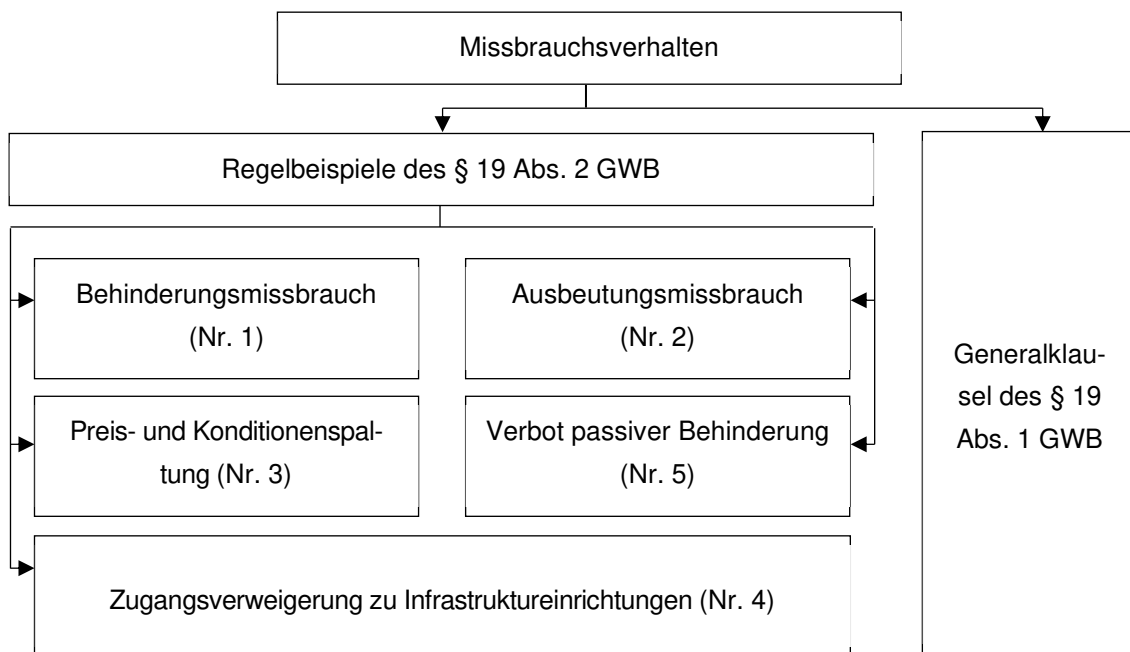 Missbrauchsverhalten
Regelbeispiele des § 19 Abs. 2 GWB
Behinderungsmissbrauch
(Nr. 1)
Ausbeutungsmissbrauch
(Nr. 2)
Preis- und Konditionenspal-
tung (Nr. 3)
Verbot passiver Behinderung
(Nr. 5)
Zugangsverweigerung zu Infrastruktureinrichtungen (Nr. 4)
Generalklau-
sel des § 19
Abs. 1 GWB